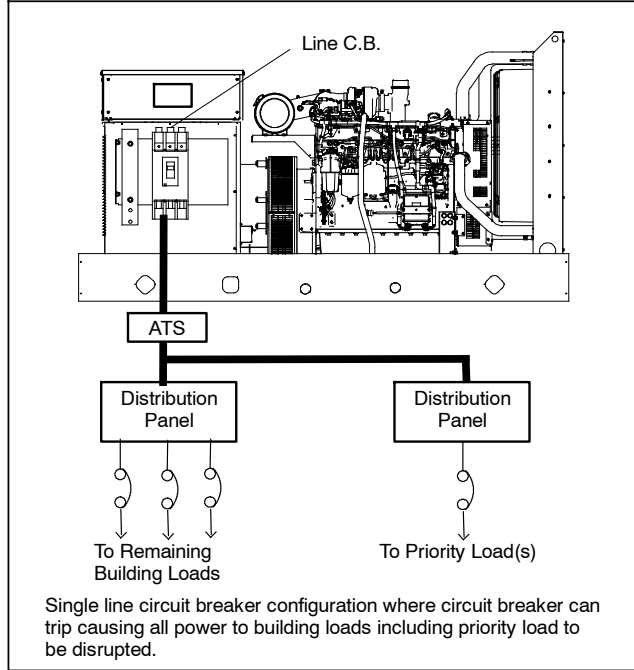 Line C.B.
ATS
Distribution
Panel
Distribution
Panel
To Remaining
Building Loads
To Priority Load(s)
Single line circuit breaker configuration where circuit breaker can
trip causing all power to building loads including priority load to
be disrupted.